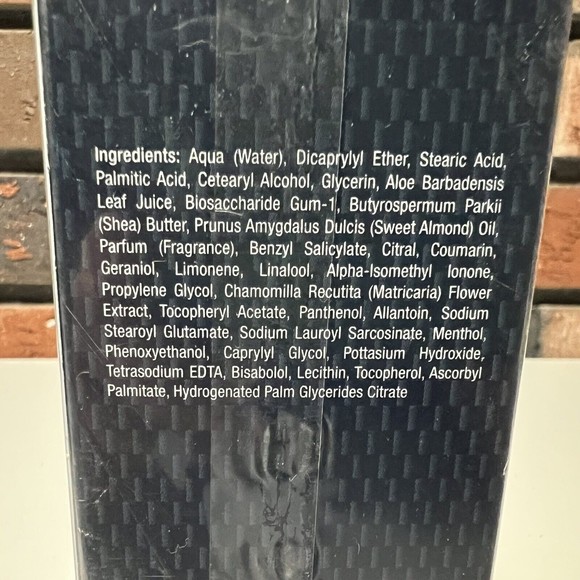 Ingredients: Aqua (Water), Dicaprylyl Ether, Stearic Acid,
Palmitic Acid, Cetearyl Alcohol, Glycerin, Aloe Barbadensis
Leaf Juice, Biosaccharide Gum-1, Butyrospermum Parkii
(Shea) Butter, Prunus Amygdalus Dulcis (Sweet Almond) Oil,
Parfum (Fragrance), Benzyl Salicylate, Citral, Coumarin,
Geraniol, Limonene, Linalool, Alpha-Isomethyl Ionone,
Propylene Glycol, Chamomilla Recutita (Matricaria) Flower
Extract, Tocopheryl Acetate, Panthenol, Allantoin, Sodium
Stearoyl Glutamate, Sodium Lauroyl Sarcosinate, Menthol,
Phenoxyethanol, Caprylyl Glycol, Pottasium Hydroxide,
Tetrasodium EDTA, Bisabolol, Lecithin, Tocopherol, Ascorbyl
Palmitate, Hydrogenated Palm Glycerides Citrate